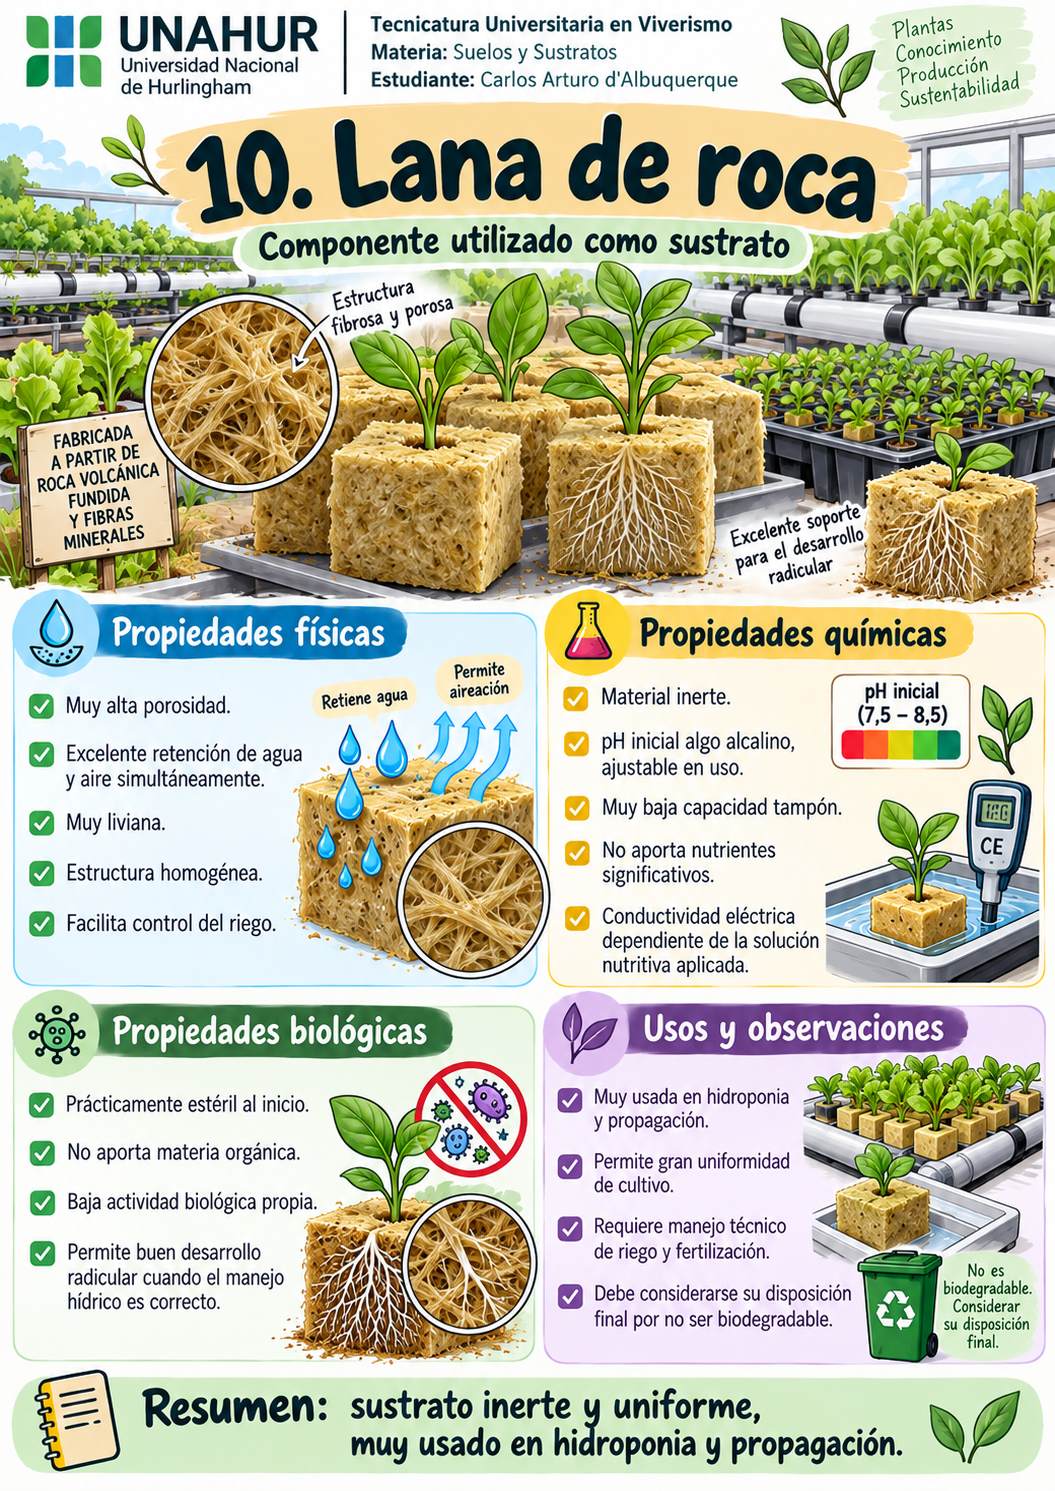 UNAHUR
Universidad Nacional
de Hurlingham
Tecnicatura Universitaria en Viverismo
Materia: Suelos y Sustratos
Estudiante: Carlos Arturo d'Albuquerque
Plantas
Conocimiento
Producción
Sustentabilidad
10. Lana de roca
Componente utilizado como sustrato
Estructura
fibrosa y porosa
FABRICADA
A PARTIR DE
ROCA VOLCÁNICA
FUNDIDA
Y FIBRAS
MINERALES
Excelente soporte
para el desarrollo
radicular
Propiedades físicas
Muy alta porosidad.
Excelente retención de agua
y aire simultáneamente.
Muy liviana.
Estructura homogénea.
Facilita control del riego.
Retiene agua
Permite
aireación
Propiedades químicas
Material inerte.
pH inicial algo alcalino,
ajustable en uso.
Muy baja capacidad tampón.
No aporta nutrientes
significativos.
Conductividad eléctrica
dependiente de la solución
nutritiva aplicada.
pH inicial
(7,5 – 8,5)
CE
Propiedades biológicas
Prácticamente estéril al inicio.
No aporta materia orgánica.
Baja actividad biológica propia.
Permite buen desarrollo
radicular cuando el manejo
hídrico es correcto.
Usos y observaciones
Muy usada en hidroponia
y propagación.
Permite gran uniformidad
de cultivo.
Requiere manejo técnico
de riego y fertilización.
Debe considerarse su disposición
final por no ser biodegradable.
No es
biodegradable.
Considerar
su disposición
final.
Resumen: sustrato inerte y uniforme,
muy usado en hidroponia y propagación.